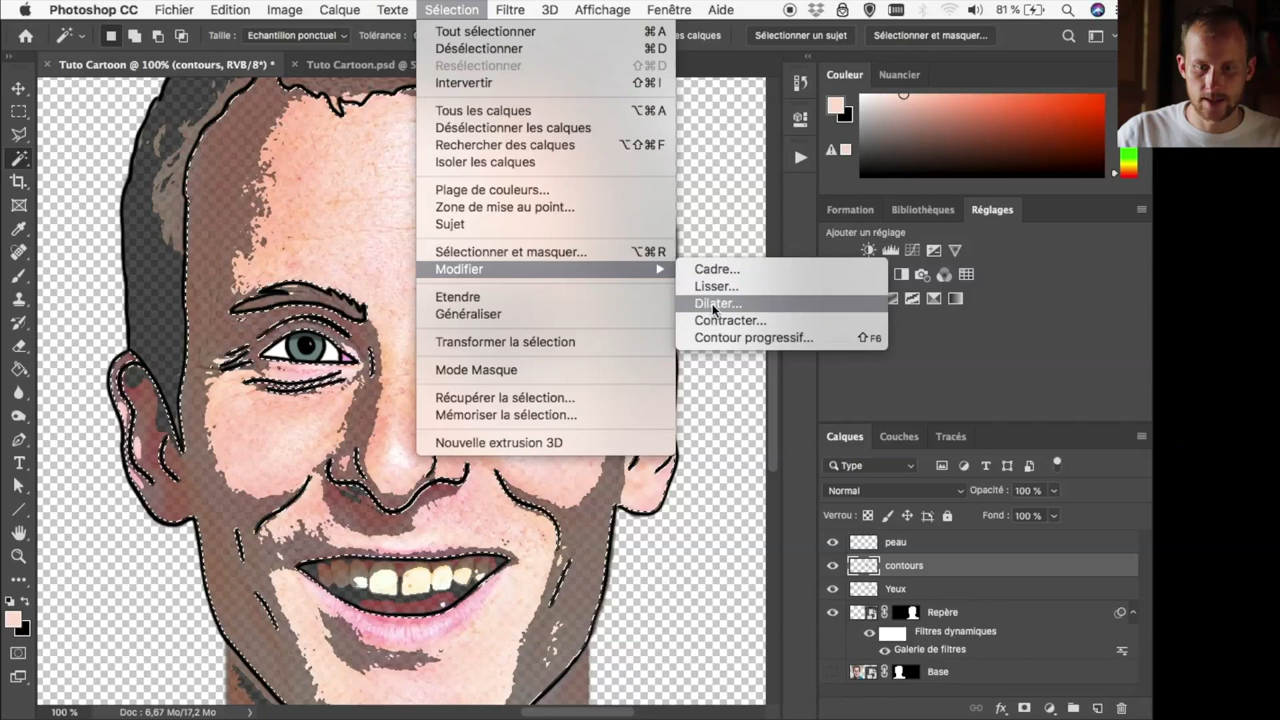 Photoshop CC Fichier Edition Image Calque Texte Sélection Filtre 3D Affichage Fenêtre Aide 81 %
Taille : Echantillon ponctuel Tolérance : les calques Sélectionner un sujet Sélectionner et masquer...
Tuto Cartoon @ 100% (contours, RVB/8*) *
Tuto Cartoon.psd @ 5
Tout sélectionner ⌘A
Désélectionner ⌘D
Resélectionner ⇧⌘D
Intervertir ⇧⌘I
Tous les calques ⌥⌘A
Désélectionner les calques
Rechercher des calques ⌥⇧⌘F
Isoler les calques
Plage de couleurs...
Zone de mise au point...
Sujet
Sélectionner et masquer... ⌥⌘R
Modifier
Etendre
Généraliser
Transformer la sélection
Mode Masque
Récupérer la sélection...
Mémoriser la sélection...
Nouvelle extrusion 3D
Cadre...
Lisser...
Dilater...
Contracter...
Contour progressif... ⇧F6
Couleur Nuancier
Formation Bibliothèques Réglages
Ajouter un réglage
Calques Couches Tracés
Type
Normal Opacité : 100 %
Verrou : Fond : 100 %
peau
contours
Yeux
Repère
Filtres dynamiques
Galerie de filtres
Base
100 % Doc : 6,67 Mo/17,2 Mo